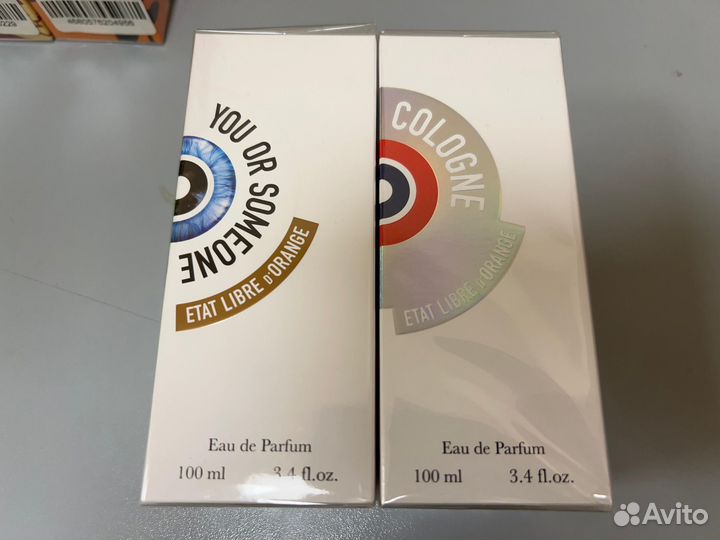 4680576204966
YOU OR SOMEONE
ETAT LIBRE D'ORANGE
Eau de Parfum
100 ml 3.4 fl.oz.
COLOGNE
ETAT LIBRE D'ORANGE
Eau de Parfum
100 ml 3.4 fl.oz.
Avito